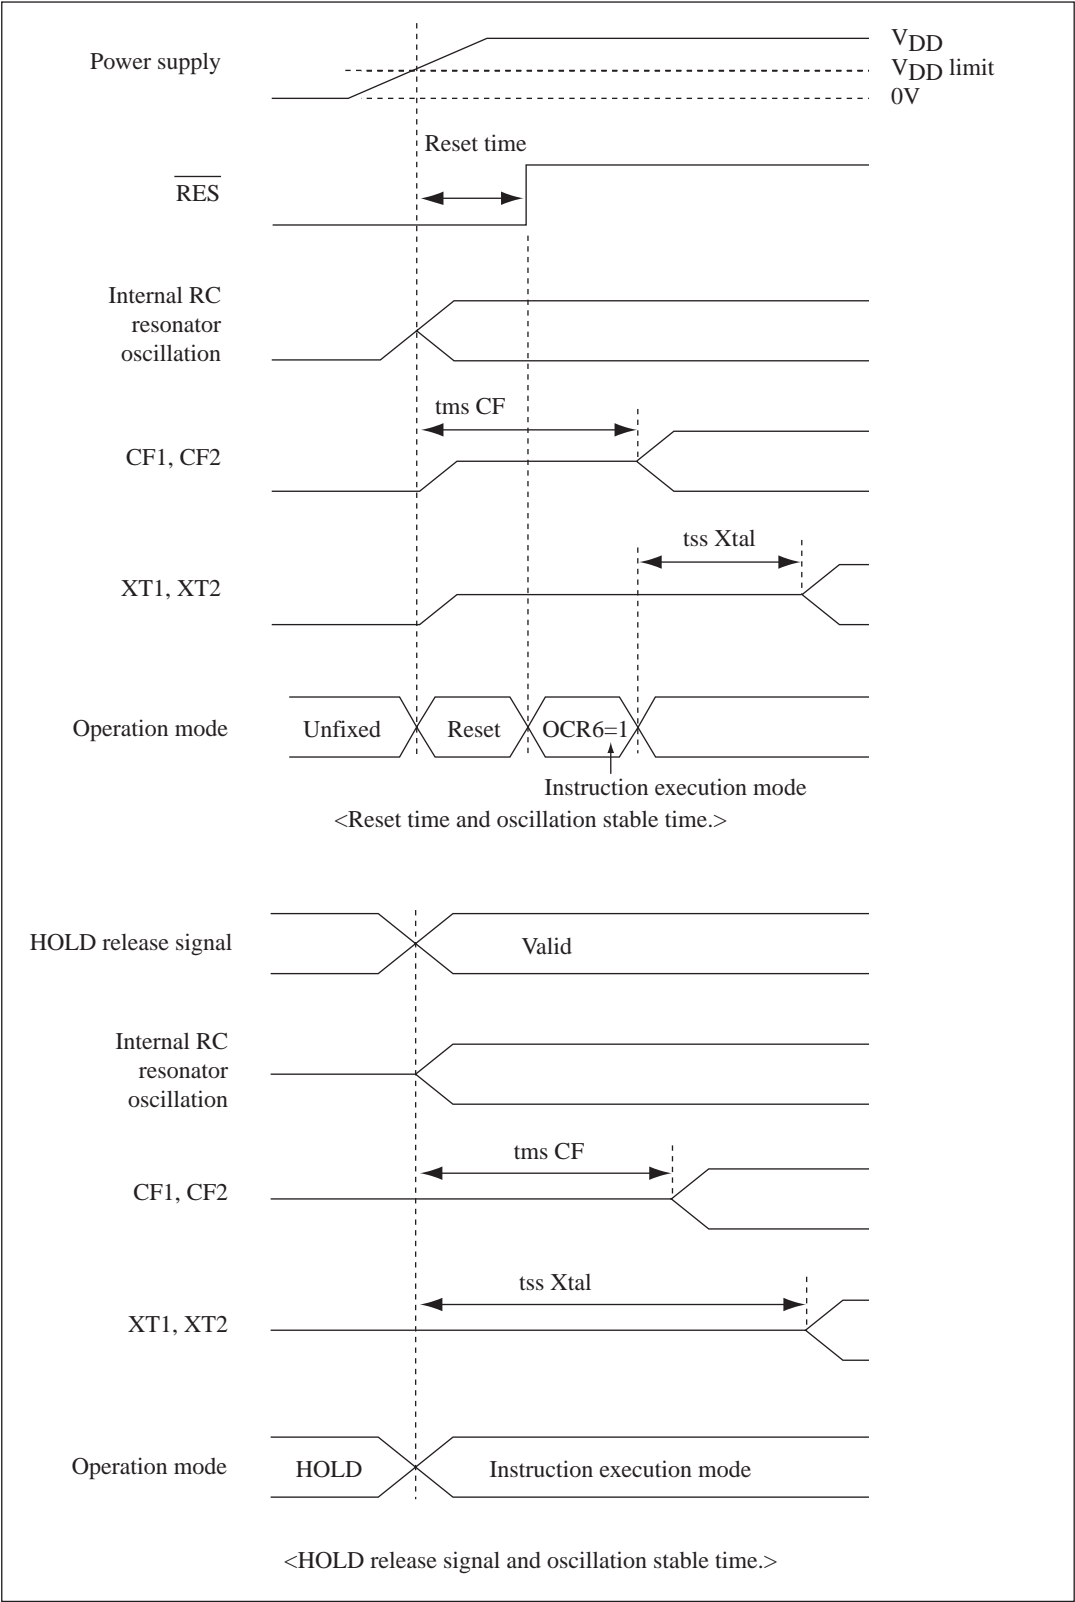 Power supply
VDD
VDD limit
0V
Reset time
RES
Internal RC
resonator
oscillation
tms CF
CF1, CF2
tss Xtal
XT1, XT2
Operation mode
Unfixed
Reset
OCR6=1
Instruction execution mode
<Reset time and oscillation stable time.>
HOLD release signal
Valid
Internal RC
resonator
oscillation
tms CF
CF1, CF2
tss Xtal
XT1, XT2
Operation mode
HOLD
Instruction execution mode
<HOLD release signal and oscillation stable time.>